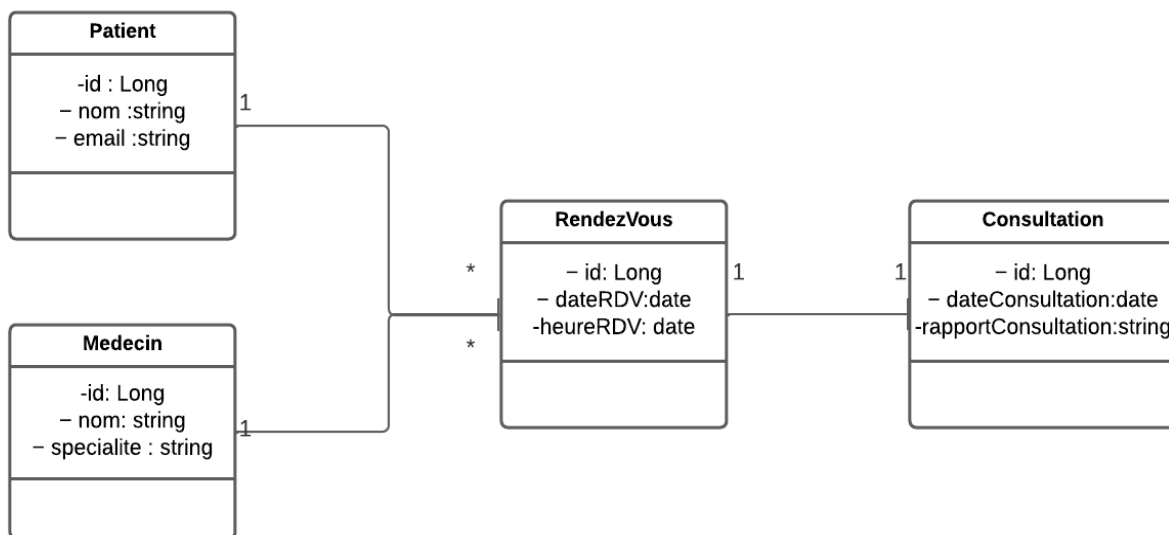 Patient
-id : Long
− nom :string
− email :string
1
Medecin
-id: Long
− nom: string
− specialite : string
1
*
*
RendezVous
− id: Long
− dateRDV:date
-heureRDV: date
1
1
Consultation
− id: Long
− dateConsultation:date
-rapportConsultation:string